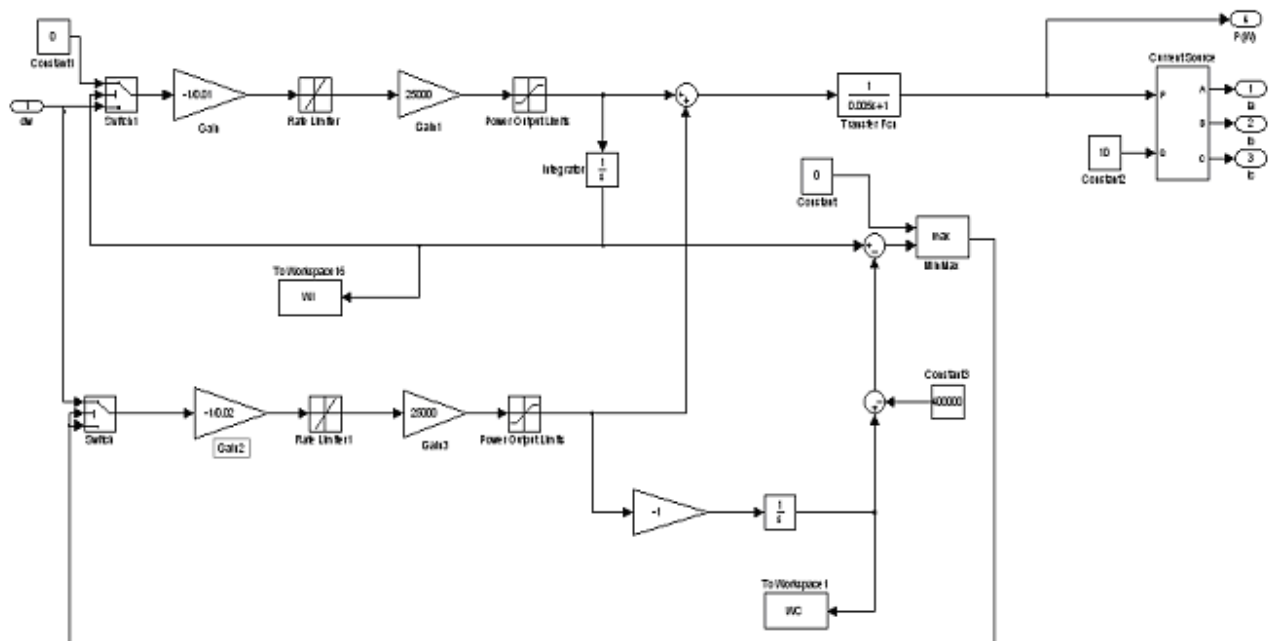 0
Constant1
1
dw
Switch1
-1/0.01
Gain
Rate Limiter
25000
Gain1
Power Output Limits
1
s
Integrator
1
0.005s+1
Transfer Fcn
P(W)
Current Source
P
Q
A
B
C
1
Ia
2
Ib
3
Ic
10
Constant2
0
Constant
max
MinMax
To Workspace
WI
Switch
-1/0.02
Gain2
Rate Limiter1
25000
Gain3
Power Output Limits
Constant3
400000
-1
1
s
To Workspace1
WC